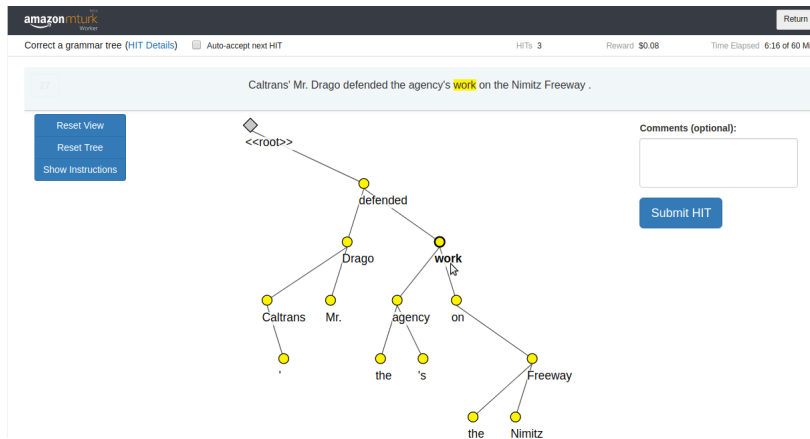 amazon mturk
Worker
Return
Correct a grammar tree (HIT Details) Auto-accept next HIT HITs 3 Reward $0.08 Time Elapsed 6:16 of 60 Mi
Caltrans' Mr. Drago defended the agency's work on the Nimitz Freeway .
Reset View
Reset Tree
Show Instructions
Comments (optional):
Submit HIT
<<root>>
defended
Drago work
Caltrans Mr. agency on
' the 's Freeway
the Nimitz